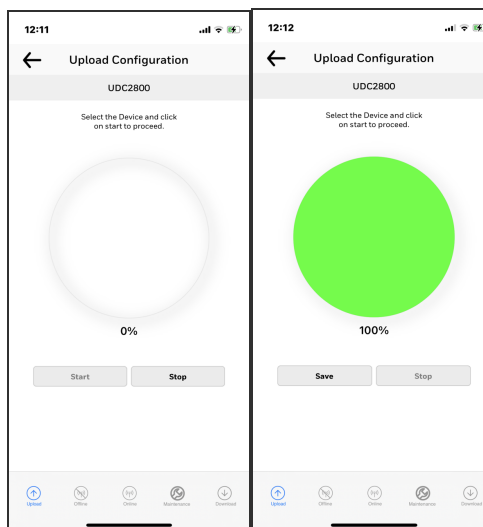 12:11
Upload Configuration
UDC2800
Select the Device and click
on start to proceed.
0%
Start Stop
Upload Offline Online Maintenance Download
12:12
Upload Configuration
UDC2800
Select the Device and click
on start to proceed.
100%
Save Stop
Upload Offline Online Maintenance Download